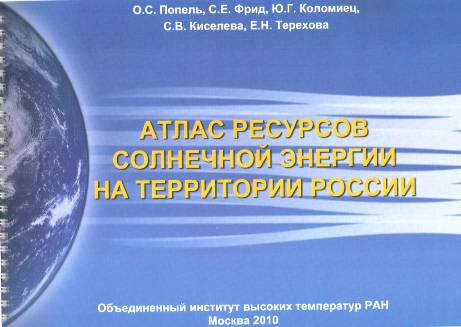 О.С. Попель, С.Е. Фрид, Ю.Г. Коломиец,
С.В. Киселева, Е.Н. Терехова
АТЛАС РЕСУРСОВ
СОЛНЕЧНОЙ ЭНЕРГИИ
НА ТЕРРИТОРИИ РОССИИ
Объединенный институт высоких температур РАН
Москва 2010